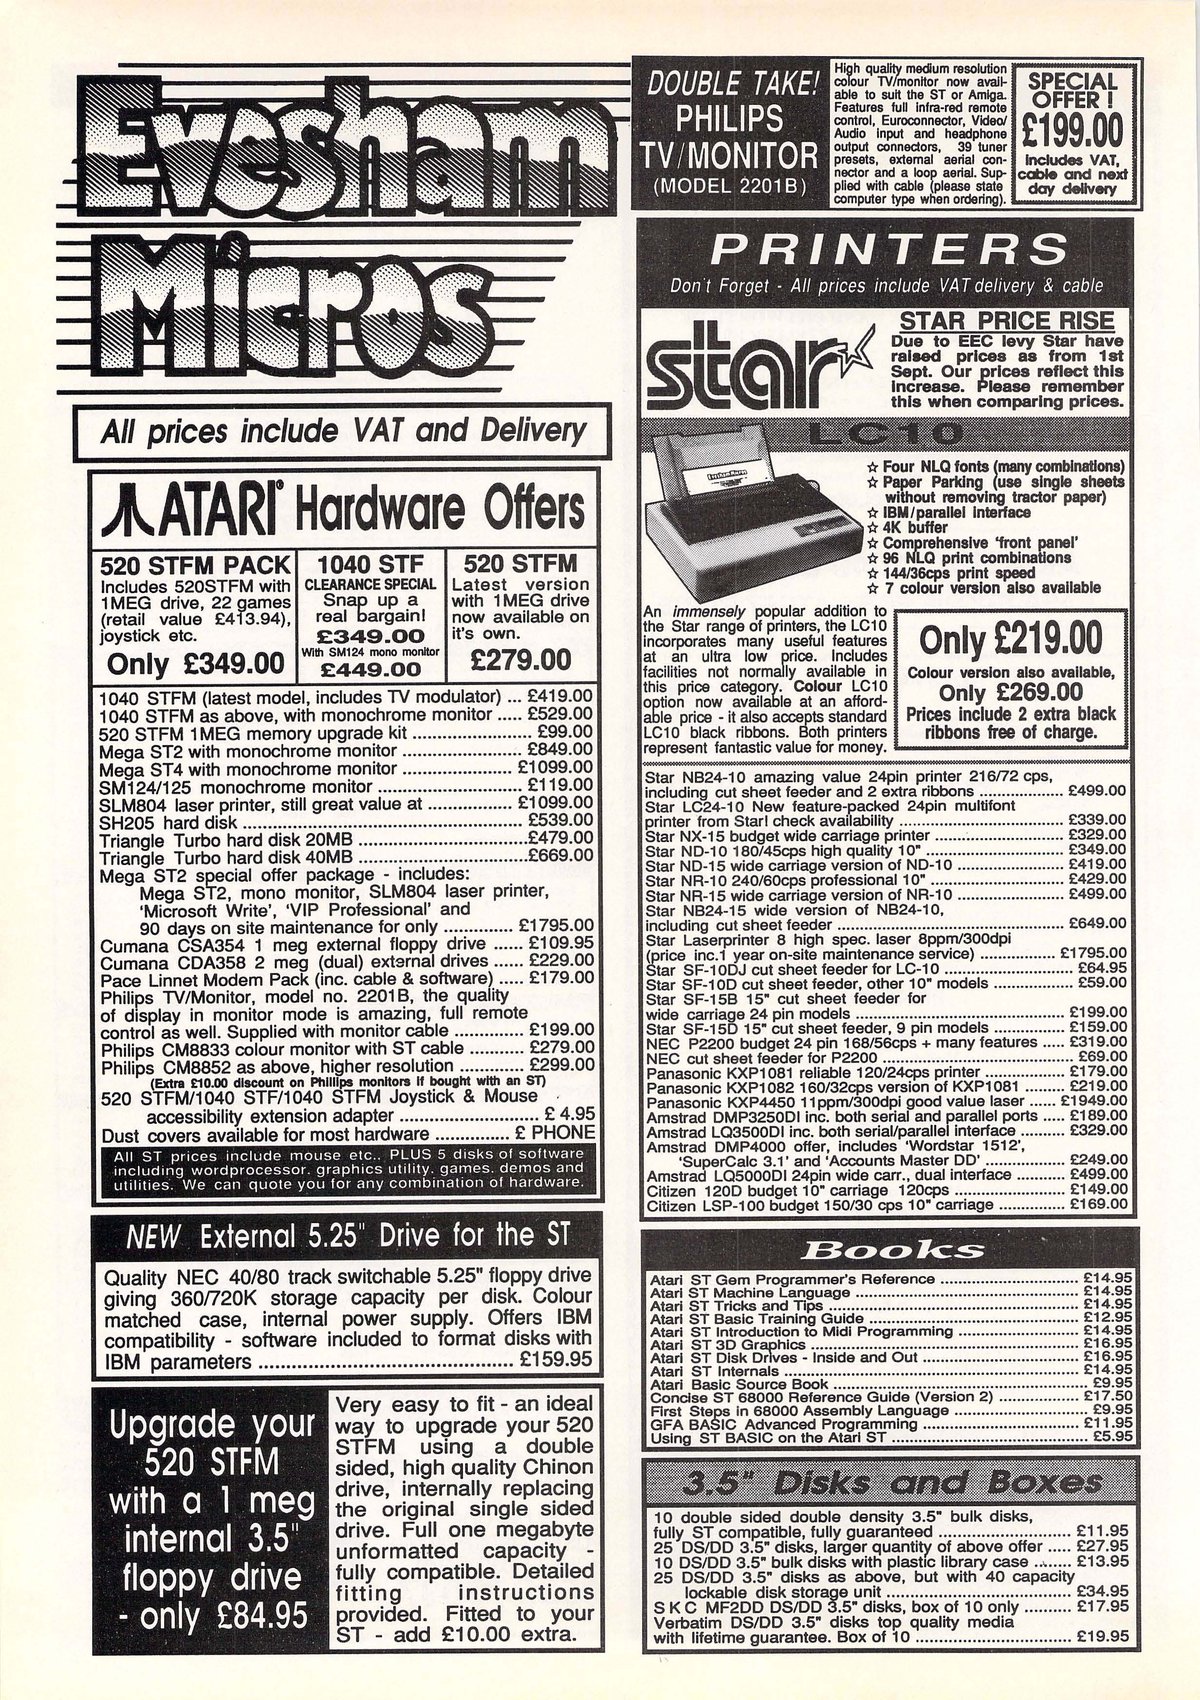 Evesham
Micros
All prices include VAT and Delivery
ATARI® Hardware Offers
520 STFM PACK
Includes 520STFM with
1MEG drive, 22 games
(retail value £413.94),
joystick etc.
Only £349.00
1040 STF
CLEARANCE SPECIAL
Snap up a
real bargain!
£349.00
With SM124 mono monitor
£449.00
520 STFM
Latest version
with 1MEG drive
now available on
it's own.
£279.00
1040 STFM (latest model, includes TV modulator) ... £419.00
1040 STFM as above, with monochrome monitor ..... £529.00
520 STFM 1MEG memory upgrade kit ........................ £99.00
Mega ST2 with monochrome monitor ...................... £849.00
Mega ST4 with monochrome monitor .................... £1099.00
SM124/125 monochrome monitor .......................... £119.00
SLM804 laser printer, still great value at ............... £1099.00
SH205 hard disk ................................................... £539.00
Triangle Turbo hard disk 20MB ...............................£479.00
Triangle Turbo hard disk 40MB ...............................£669.00
Mega ST2 special offer package - includes:
Mega ST2, mono monitor, SLM804 laser printer,
'Microsoft Write', 'VIP Professional' and
90 days on site maintenance for only ............ £1795.00
Cumana CSA354 1 meg external floppy drive ...... £109.95
Cumana CDA358 2 meg (dual) external drives ...... £229.00
Pace Linnet Modem Pack (inc. cable & software) ..... £179.00
Philips TV/Monitor, model no. 2201B, the quality
of display in monitor mode is amazing, full remote
control as well. Supplied with monitor cable ............ £199.00
Philips CM8833 colour monitor with ST cable .......... £279.00
Philips CM8852 as above, higher resolution ............ £299.00
(Extra £10.00 discount on Phillips monitors if bought with an ST)
520 STFM/1040 STF/1040 STFM Joystick & Mouse
accessibility extension adapter ........................ £ 4.95
Dust covers available for most hardware ............... £ PHONE
All ST prices include mouse etc.. PLUS 5 disks of software
including wordprocessor, graphics utility, games, demos and
utilities. We can quote you for any combination of hardware.
NEW External 5.25" Drive for the ST
Quality NEC 40/80 track switchable 5.25" floppy drive
giving 360/720K storage capacity per disk. Colour
matched case, internal power supply. Offers IBM
compatibility - software included to format disks with
IBM parameters .......................................... £159.95
Upgrade your
520 STFM
with a 1 meg
internal 3.5"
floppy drive
- only £84.95
Very easy to fit - an ideal
way to upgrade your 520
STFM using a double
sided, high quality Chinon
drive, internally replacing
the original single sided
drive. Full one megabyte
unformatted capacity -
fully compatible. Detailed
fitting instructions
provided. Fitted to your
ST - add £10.00 extra.
DOUBLE TAKE!
PHILIPS
TV/MONITOR
(MODEL 2201B)
High quality medium resolution
colour TV/monitor now avail-
able to suit the ST or Amiga.
Features full infra-red remote
control, Euroconnector, Video/
Audio input and headphone
output connectors, 39 tuner
presets, external aerial con-
nector and a loop aerial. Sup-
plied with cable (please state
computer type when ordering).
SPECIAL
OFFER !
£199.00
Includes VAT,
cable and next
day delivery
PRINTERS
Don't Forget - All prices include VAT delivery & cable
star
STAR PRICE RISE
Due to EEC levy Star have
raised prices as from 1st
Sept. Our prices reflect this
increase. Please remember
this when comparing prices.
LC10
Evesham Micros
☆ Four NLQ fonts (many combinations)
☆ Paper Parking (use single sheets
without removing tractor paper)
☆ IBM/parallel interface
☆ 4K buffer
☆ Comprehensive 'front panel'
☆ 96 NLQ print combinations
☆ 144/36cps print speed
☆ 7 colour version also available
An immensely popular addition to
the Star range of printers, the LC10
incorporates many useful features
at an ultra low price. Includes
facilities not normally available in
this price category. Colour LC10
option now available at an afford-
able price - it also accepts standard
LC10 black ribbons. Both printers
represent fantastic value for money.
Only £219.00
Colour version also available,
Only £269.00
Prices include 2 extra black
ribbons free of charge.
Star NB24-10 amazing value 24pin printer 216/72 cps,
including cut sheet feeder and 2 extra ribbons .................. £499.00
Star LC24-10 New feature-packed 24pin multifont
printer from Star! check availability .................................... £339.00
Star NX-15 budget wide carriage printer ............................ £329.00
Star ND-10 180/45cps high quality 10" .............................. £349.00
Star ND-15 wide carriage version of ND-10 ........................ £419.00
Star NR-10 240/60cps professional 10" ............................. £429.00
Star NR-15 wide carriage version of NR-10 ........................ £499.00
Star NB24-15 wide version of NB24-10,
including cut sheet feeder .................................................. £649.00
Star Laserprinter 8 high spec. laser 8ppm/300dpi
(price inc.1 year on-site maintenance service) .................. £1795.00
Star SF-10DJ cut sheet feeder for LC-10 ............................. £64.95
Star SF-10D cut sheet feeder, other 10" models .................. £59.00
Star SF-15B 15" cut sheet feeder for
wide carriage 24 pin models .............................................. £199.00
Star SF-15D 15" cut sheet feeder, 9 pin models ................. £159.00
NEC P2200 budget 24 pin 168/56cps + many features ..... £319.00
NEC cut sheet feeder for P2200 .......................................... £69.00
Panasonic KXP1081 reliable 120/24cps printer ................. £179.00
Panasonic KXP1082 160/32cps version of KXP1081 ......... £219.00
Panasonic KXP4450 11ppm/300dpi good value laser ..... £1949.00
Amstrad DMP3250DI inc. both serial and parallel ports ..... £189.00
Amstrad LQ3500DI inc. both serial/parallel interface .......... £329.00
Amstrad DMP4000 offer, includes 'Wordstar 1512',
'SuperCalc 3.1' and 'Accounts Master DD' .................. £249.00
Amstrad LQ5000DI 24pin wide carr., dual interface ........... £499.00
Citizen 120D budget 10" carriage 120cps ......................... £149.00
Citizen LSP-100 budget 150/30 cps 10" carriage ............... £169.00
Books
Atari ST Gem Programmer's Reference .......................... £14.95
Atari ST Machine Language .......................................... £14.95
Atari ST Tricks and Tips ................................................ £14.95
Atari ST Basic Training Guide ........................................ £12.95
Atari ST Introduction to Midi Programming ...................... £14.95
Atari ST 3D Graphics .................................................... £16.95
Atari ST Disk Drives - Inside and Out ............................. £16.95
Atari ST Internals ......................................................... £14.95
Atari Basic Source Book ................................................ £9.95
Concise ST 68000 Reference Guide (Version 2) ............... £17.50
First Steps in 68000 Assembly Language ......................... £9.95
GFA BASIC Advanced Programming ............................. £11.95
Using ST BASIC on the Atari ST ...................................... £5.95
3.5" Disks and Boxes
10 double sided double density 3.5" bulk disks,
fully ST compatible, fully guaranteed ........................... £11.95
25 DS/DD 3.5" disks, larger quantity of above offer ..... £27.95
10 DS/DD 3.5" bulk disks with plastic library case ....... £13.95
25 DS/DD 3.5" disks as above, but with 40 capacity
lockable disk storage unit .................................... £34.95
S K C MF2DD DS/DD 3.5" disks, box of 10 only .......... £17.95
Verbatim DS/DD 3.5" disks top quality media
with lifetime guarantee. Box of 10 ............................... £19.95